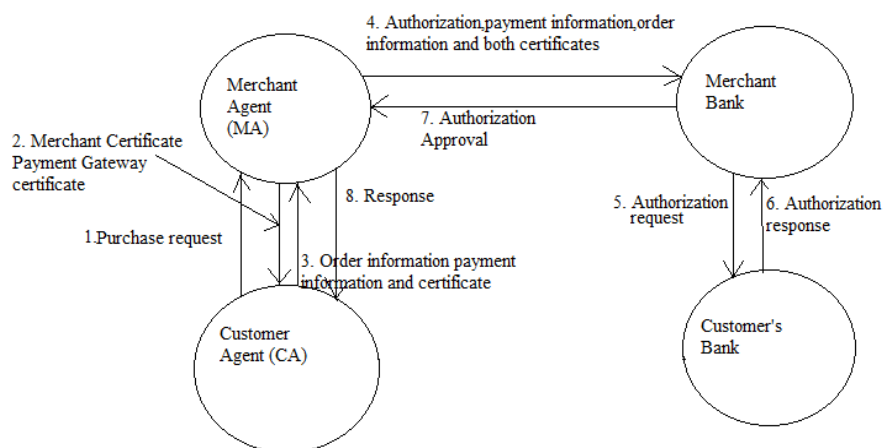 4. Authorization,payment information,order
information and both certificates
Merchant
Agent
(MA)
Merchant
Bank
7. Authorization
Approval
2. Merchant Certificate
Payment Gateway
certificate
8. Response
5. Authorization
request
6. Authorization
response
1.Purchase request
3. Order information payment
information and certificate
Customer
Agent (CA)
Customer's
Bank